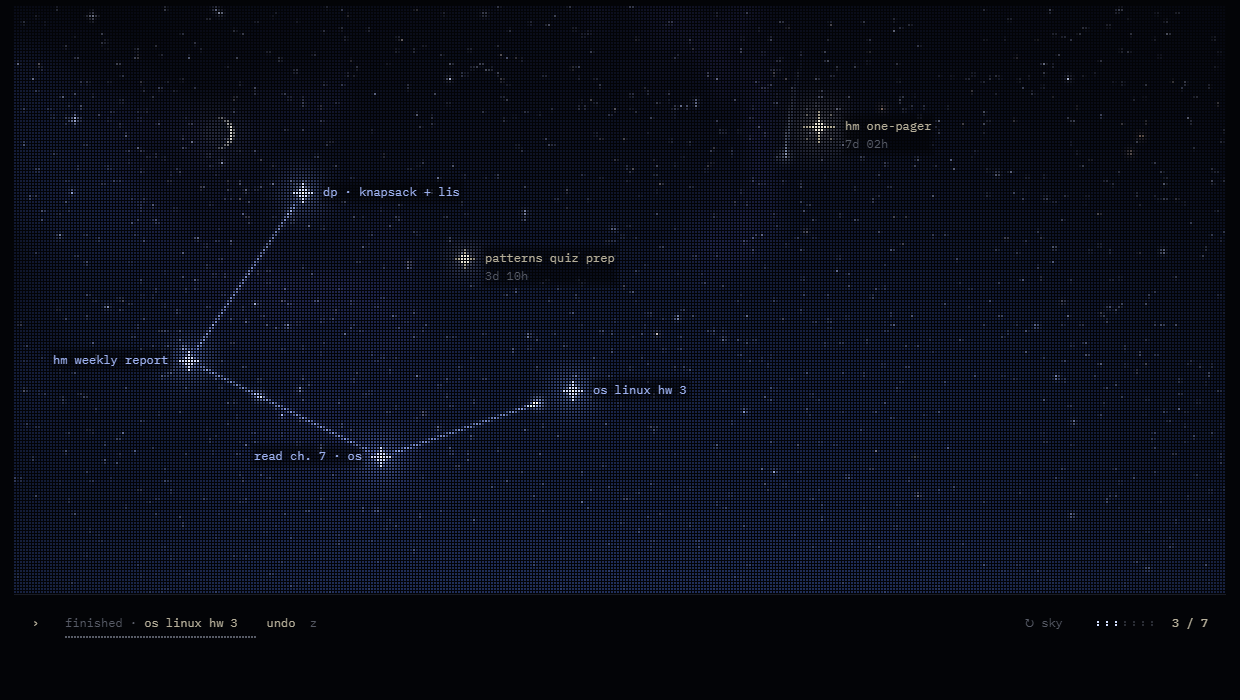 hm one-pager
7d 02h
dp · knapsack + lis
patterns quiz prep
3d 10h
hm weekly report
os linux hw 3
read ch. 7 · os
› finished · os linux hw 3 undo z ↻ sky 3 / 7